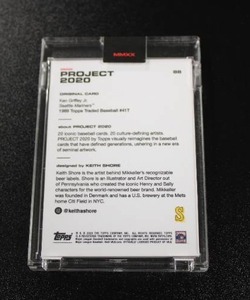 MMXX
PROJECT
2020
88
ORIGINAL CARD
Ken Griffey Jr.
Seattle Mariners
1989 Topps Traded Baseball #41T
about PROJECT 2020
20 iconic baseball cards. 20 culture-defining artists.
PROJECT 2020 by Topps visually reimagines the baseball
cards that have defined generations, ushering in a new era
of seminal artwork.
designed by KEITH SHORE
Keith Shore is the artist behind Mikkeller's recognizable
beer labels. Shore is an Illustrator and Art Director out
of Pennsylvania who created the iconic Henry and Sally
characters for the world-renowned beer brand. Mikkeller
was founded in Denmark and has a U.S. brewery at the Mets
home Citi Field in NYC.
@keithashore
S
Topps